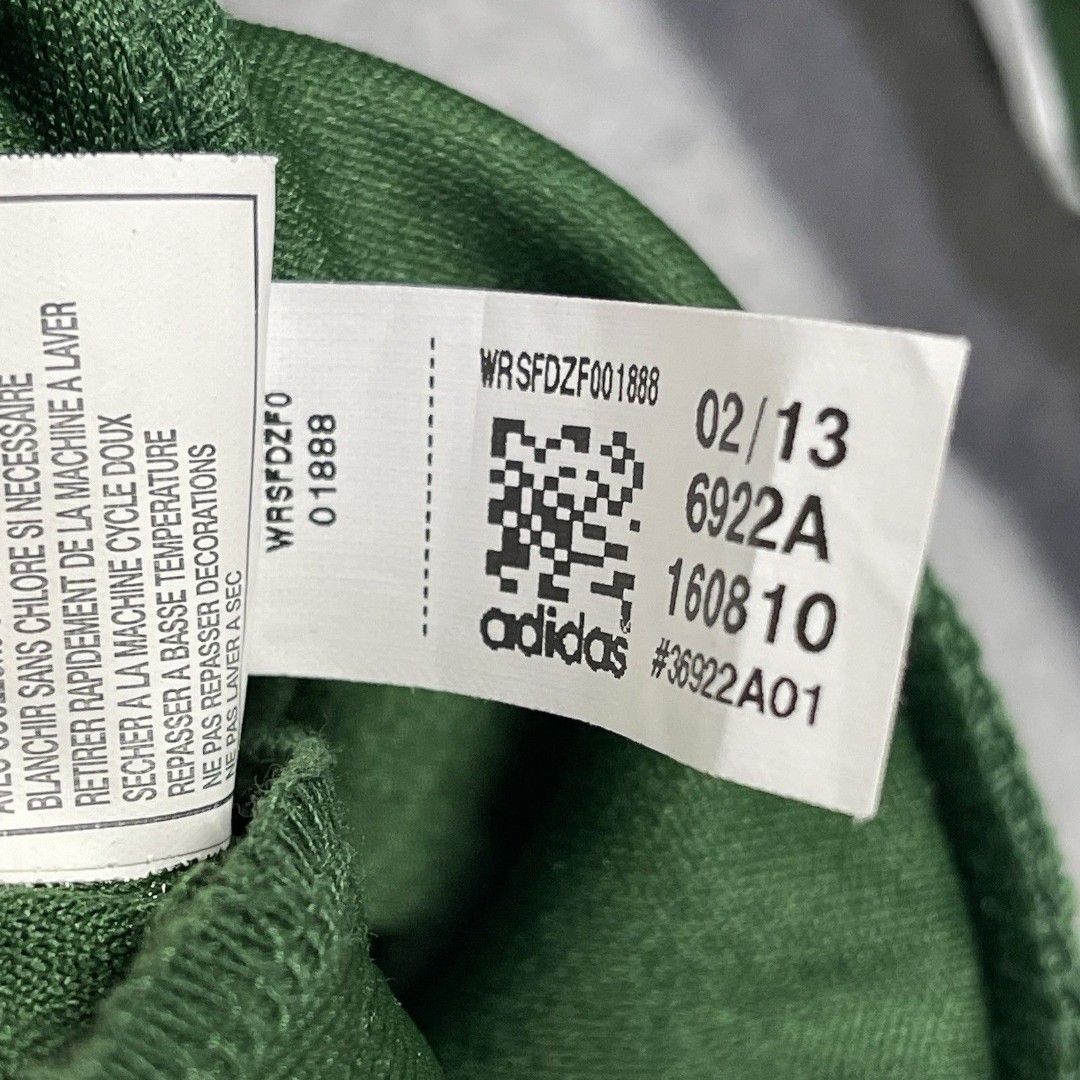 BLANCHIR SANS CHLORE SI NECESSAIRE
RETIRER RAPIDEMENT DE LA MACHINE A LAVER
SECHER A LA MACHINE CYCLE DOUX
REPASSER A BASSE TEMPERATURE
NE PAS REPASSER DECORATIONS
NE PAS LAVER A SEC
WRSFDZF0
01888
WRSFDZF001888
02/13
6922A
160810
adidas
#36922A01